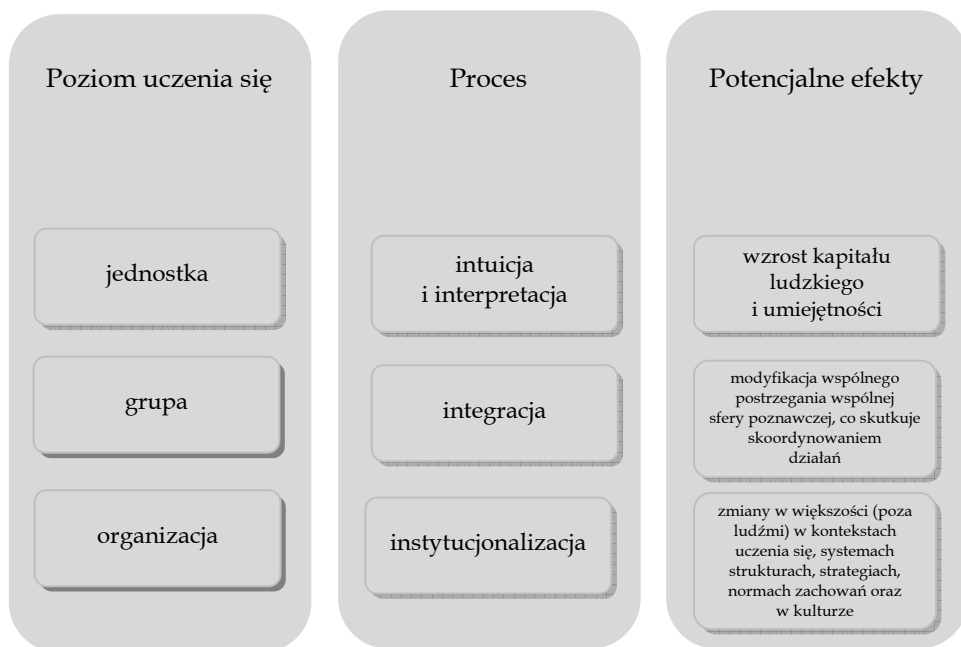 Poziom uczenia się
jednostka
grupa
organizacja
Proces
intuicja
i interpretacja
integracja
instytucjonalizacja
Potencjalne efekty
wzrost kapitału
ludzkiego
i umiejętności
modyfikacja wspólnego
postrzegania wspólnej
sfery poznawczej, co skutkuje
skoordynowaniem
działań
zmiany w większości (poza
ludźmi) w kontekstach
uczenia się, systemach
strukturach, strategiach,
normach zachowań oraz
w kulturze